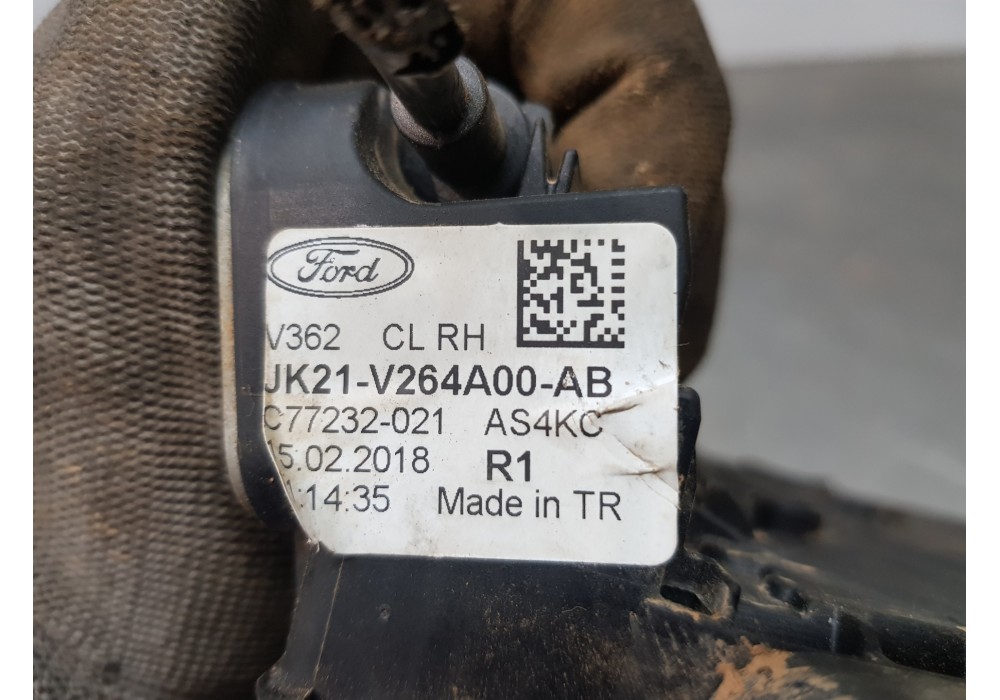 Ford
V362 CL RH
JK21-V264A00-AB
C77232-021 AS4KC
15.02.2018 R1
:14:35 Made in TR